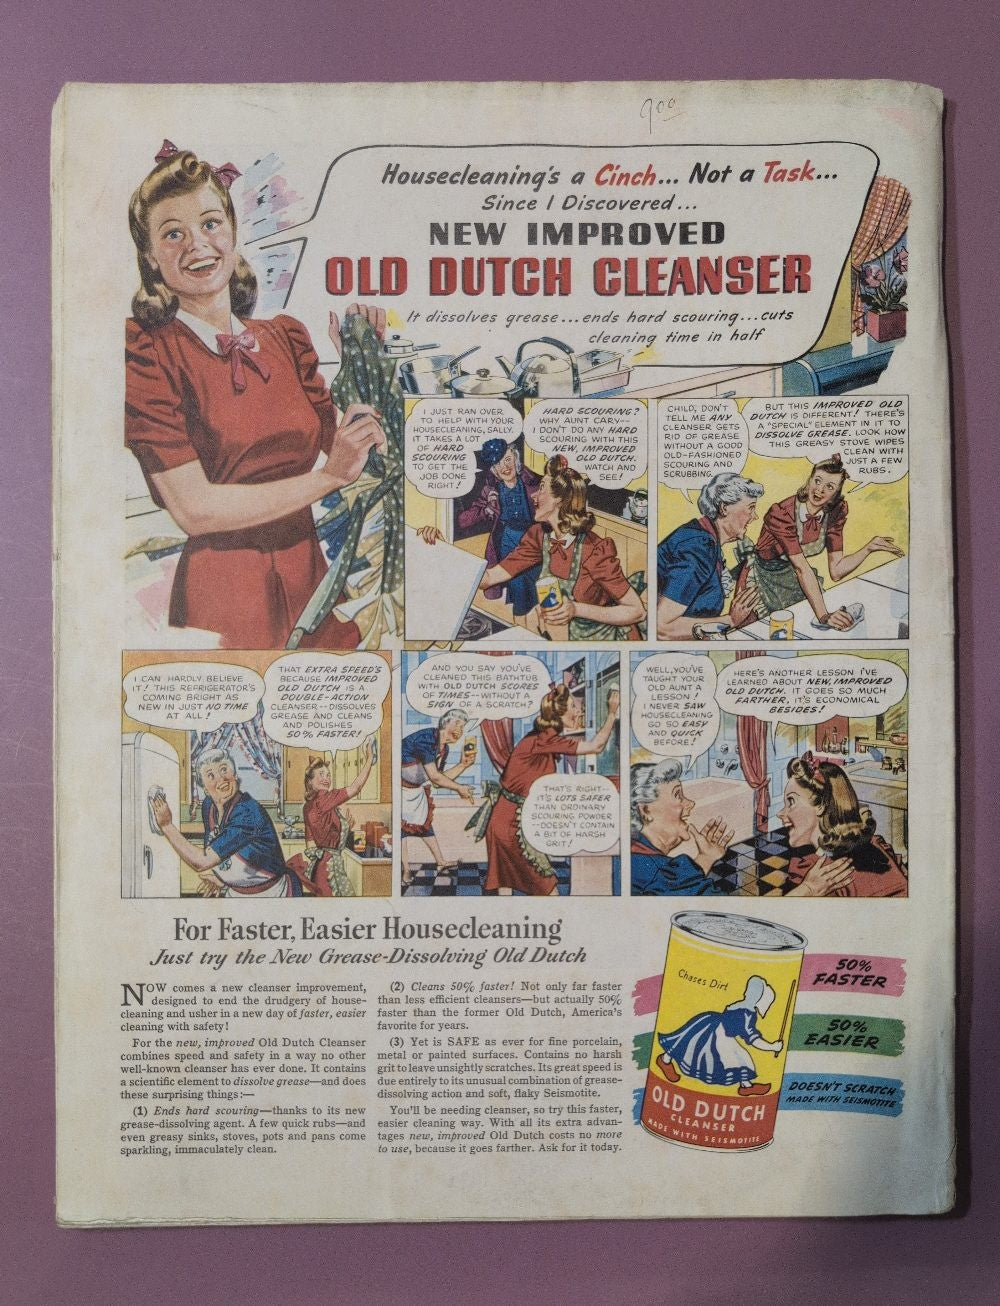 9.00
Housecleaning's a Cinch... Not a Task...
Since I Discovered...
NEW IMPROVED
OLD DUTCH CLEANSER
It dissolves grease...ends hard scouring...cuts
cleaning time in half
I JUST RAN OVER
TO HELP WITH YOUR
HOUSECLEANING, SALLY.
IT TAKES A LOT
OF HARD
SCOURING
TO GET THE
JOB DONE
RIGHT!
HARD SCOURING?
WHY AUNT CARY--
I DON'T DO ANY HARD
SCOURING WITH THIS
NEW, IMPROVED
OLD DUTCH.
WATCH AND
SEE!
CHILD, DON'T
TELL ME ANY
CLEANSER GETS
RID OF GREASE
WITHOUT A GOOD
OLD-FASHIONED
SCOURING AND
SCRUBBING.
BUT THIS IMPROVED OLD
DUTCH IS DIFFERENT! THERE'S
A "SPECIAL" ELEMENT IN IT TO
DISSOLVE GREASE. LOOK HOW
THIS GREASY STOVE WIPES
CLEAN WITH
JUST A FEW
RUBS.
I CAN HARDLY BELIEVE
IT! THIS REFRIGERATOR'S
COMING BRIGHT AS
NEW IN JUST NO TIME
AT ALL!
THAT EXTRA SPEED'S
BECAUSE IMPROVED
OLD DUTCH IS A
DOUBLE-ACTION
CLEANSER--DISSOLVES
GREASE AND CLEANS
AND POLISHES
50% FASTER!
AND YOU SAY YOU'VE
CLEANED THIS BATHTUB
WITH OLD DUTCH SCORES
OF TIMES--WITHOUT A
SIGN OF A SCRATCH?
THAT'S RIGHT--
IT'S LOTS SAFER
THAN ORDINARY
SCOURING POWDER
--DOESN'T CONTAIN
A BIT OF HARSH
GRIT!
WELL, YOU'VE
TAUGHT YOUR
OLD AUNT A
LESSON!
I NEVER SAW
HOUSECLEANING
GO SO EASY
AND QUICK
BEFORE!
HERE'S ANOTHER LESSON I'VE
LEARNED ABOUT NEW, IMPROVED
OLD DUTCH. IT GOES SO MUCH
FARTHER, IT'S ECONOMICAL
BESIDES!
For Faster, Easier Housecleaning
Just try the New Grease-Dissolving Old Dutch
NOW comes a new cleanser improvement,
designed to end the drudgery of house-
cleaning and usher in a new day of faster, easier
cleaning with safety!
For the new, improved Old Dutch Cleanser
combines speed and safety in a way no other
well-known cleanser has ever done. It contains
a scientific element to dissolve grease—and does
these surprising things:—
(1) Ends hard scouring—thanks to its new
grease-dissolving agent. A few quick rubs—and
even greasy sinks, stoves, pots and pans come
sparkling, immaculately clean.
(2) Cleans 50% faster! Not only far faster
than less efficient cleansers—but actually 50%
faster than the former Old Dutch, America's
favorite for years.
(3) Yet is SAFE as ever for fine porcelain,
metal or painted surfaces. Contains no harsh
grit to leave unsightly scratches. Its great speed is
due entirely to its unusual combination of grease-
dissolving action and soft, flaky Seismotite.
You'll be needing cleanser, so try this faster,
easier cleaning way. With all its extra advan-
tages new, improved Old Dutch costs no more
to use, because it goes farther. Ask for it today.
Chases Dirt
OLD DUTCH
CLEANSER
MADE WITH SEISMOTITE
50%
FASTER
50%
EASIER
DOESN'T SCRATCH
MADE WITH SEISMOTITE